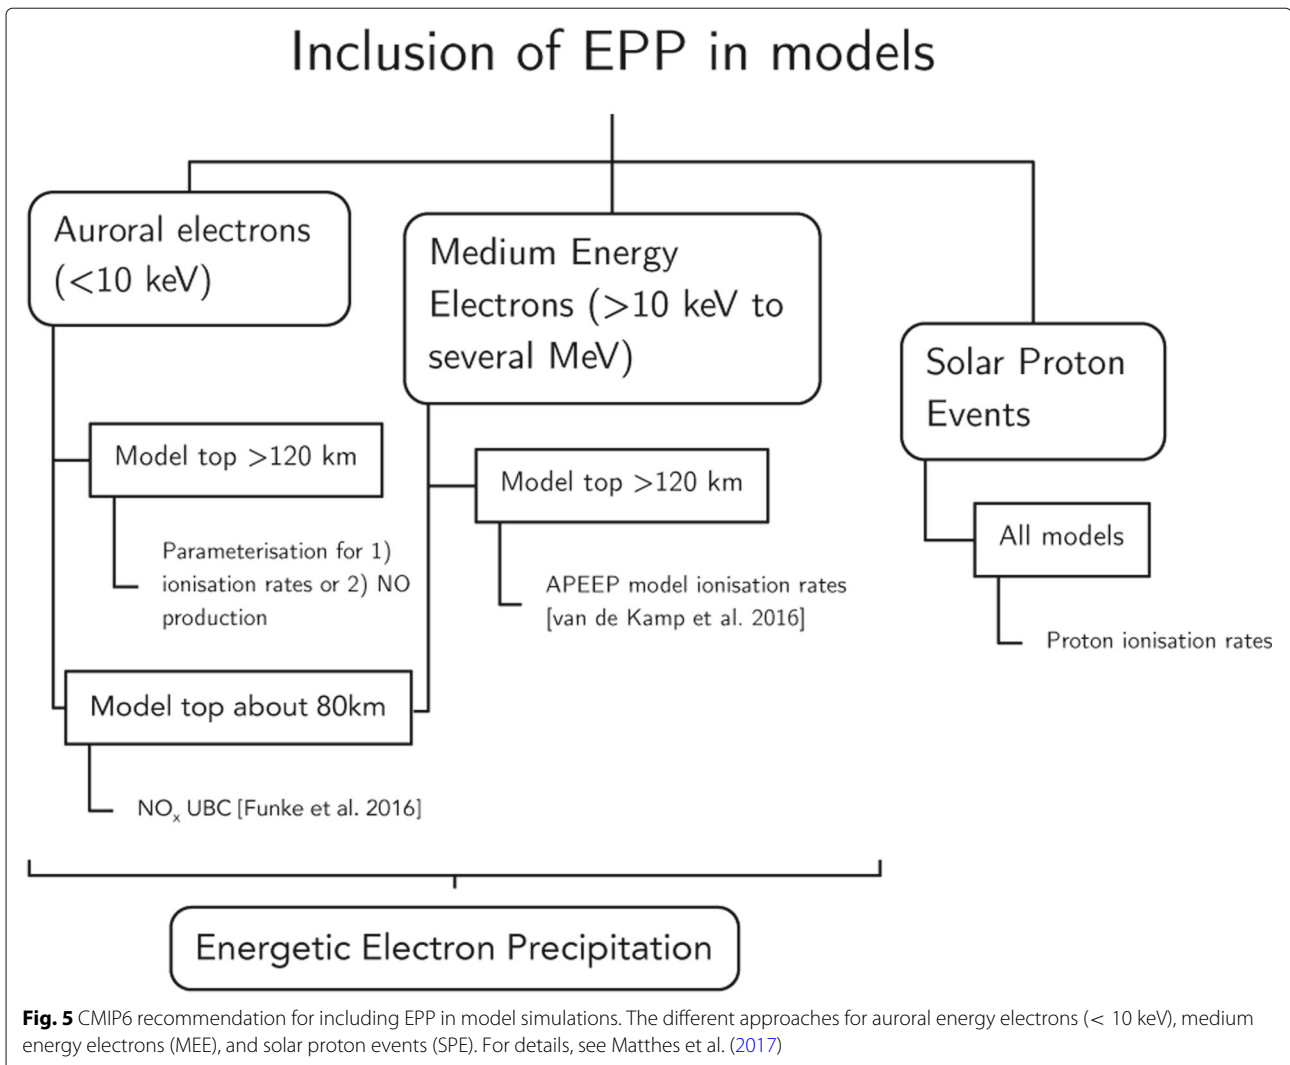 Inclusion of EPP in models
Auroral electrons
(<10 keV)
Medium Energy
Electrons (>10 keV to
several MeV)
Solar Proton
Events
Model top >120 km
Parameterisation for 1)
ionisation rates or 2) NO
production
Model top >120 km
APEEP model ionisation rates
[van de Kamp et al. 2016]
All models
Proton ionisation rates
Model top about 80km
NOx UBC [Funke et al. 2016]
Energetic Electron Precipitation
Fig. 5 CMIP6 recommendation for including EPP in model simulations. The different approaches for auroral energy electrons (< 10 keV), medium
energy electrons (MEE), and solar proton events (SPE). For details, see Matthes et al. (2017)